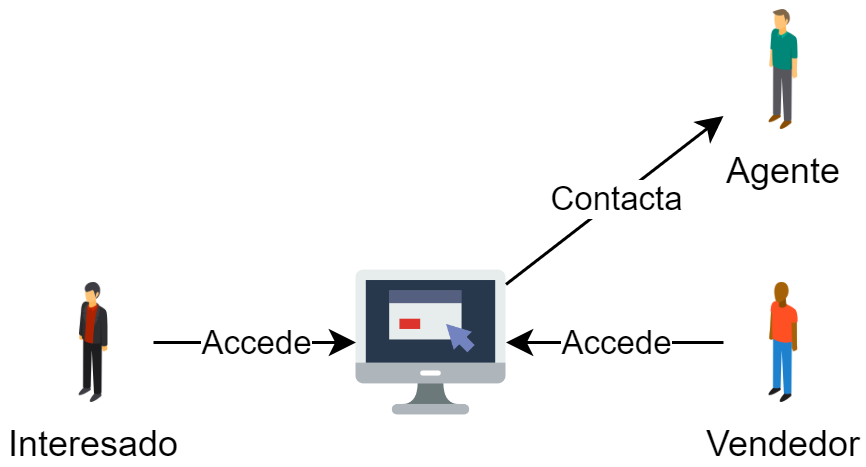 Agente
Contacta
Accede
Accede
Interesado
Vendedor